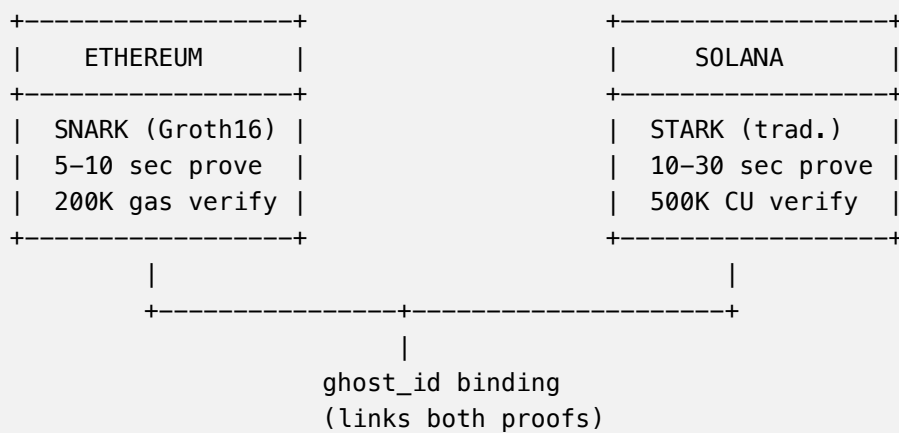 ETHEREUM SOLANA
SNARK (Groth16) STARK (trad.)
5-10 sec prove 10-30 sec prove
200K gas verify 500K CU verify
ghost_id binding
(links both proofs)